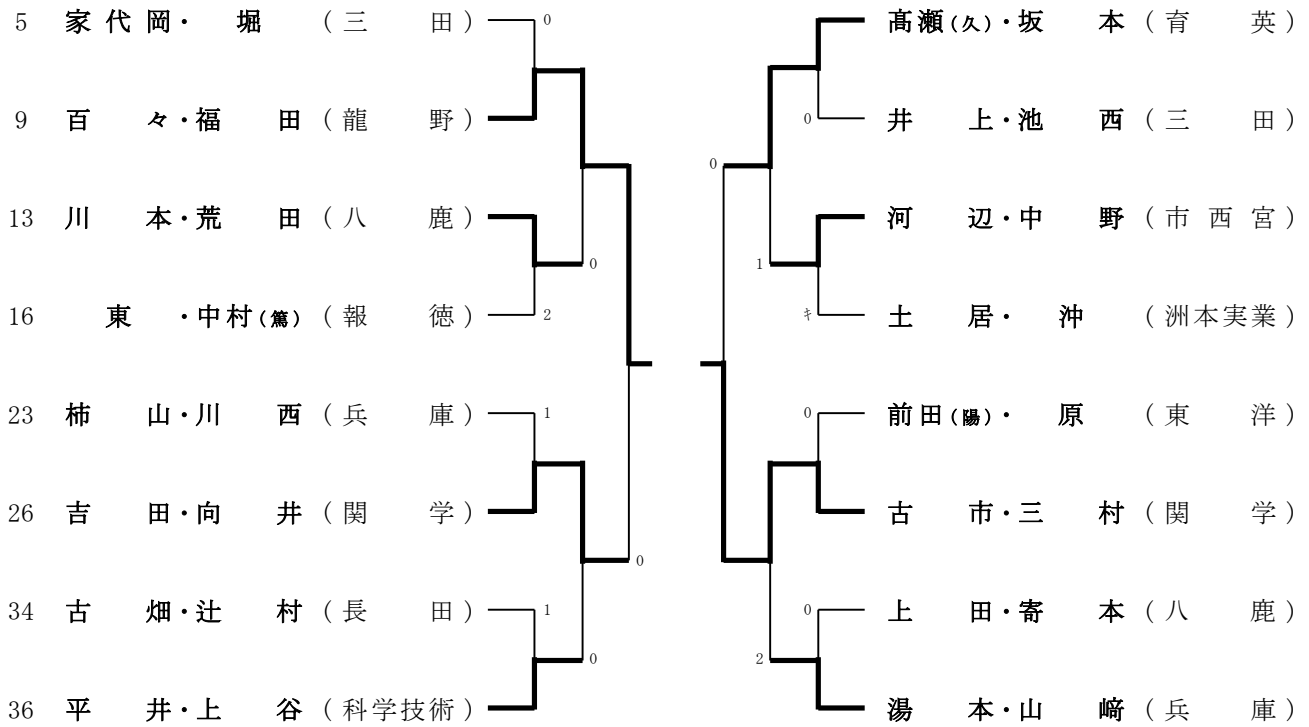 5 家代岡・堀 (三田) 0 髙瀬(久)・坂本 (育英)
9 百々・福田 (龍野) 0 井上・池西 (三田)
0
13 川本・荒田 (八鹿) 河辺・中野 (市西宮)
0 1
16 東・中村(篤) (報徳) 2 キ 土居・沖 (洲本実業)
23 柿山・川西 (兵庫) 1 0 前田(陽)・原 (東洋)
26 吉田・向井 (関学) 古市・三村 (関学)
0
34 古畑・辻村 (長田) 1 0 上田・寄本 (八鹿)
0 2
36 平井・上谷 (科学技術) 湯本・山﨑 (兵庫)